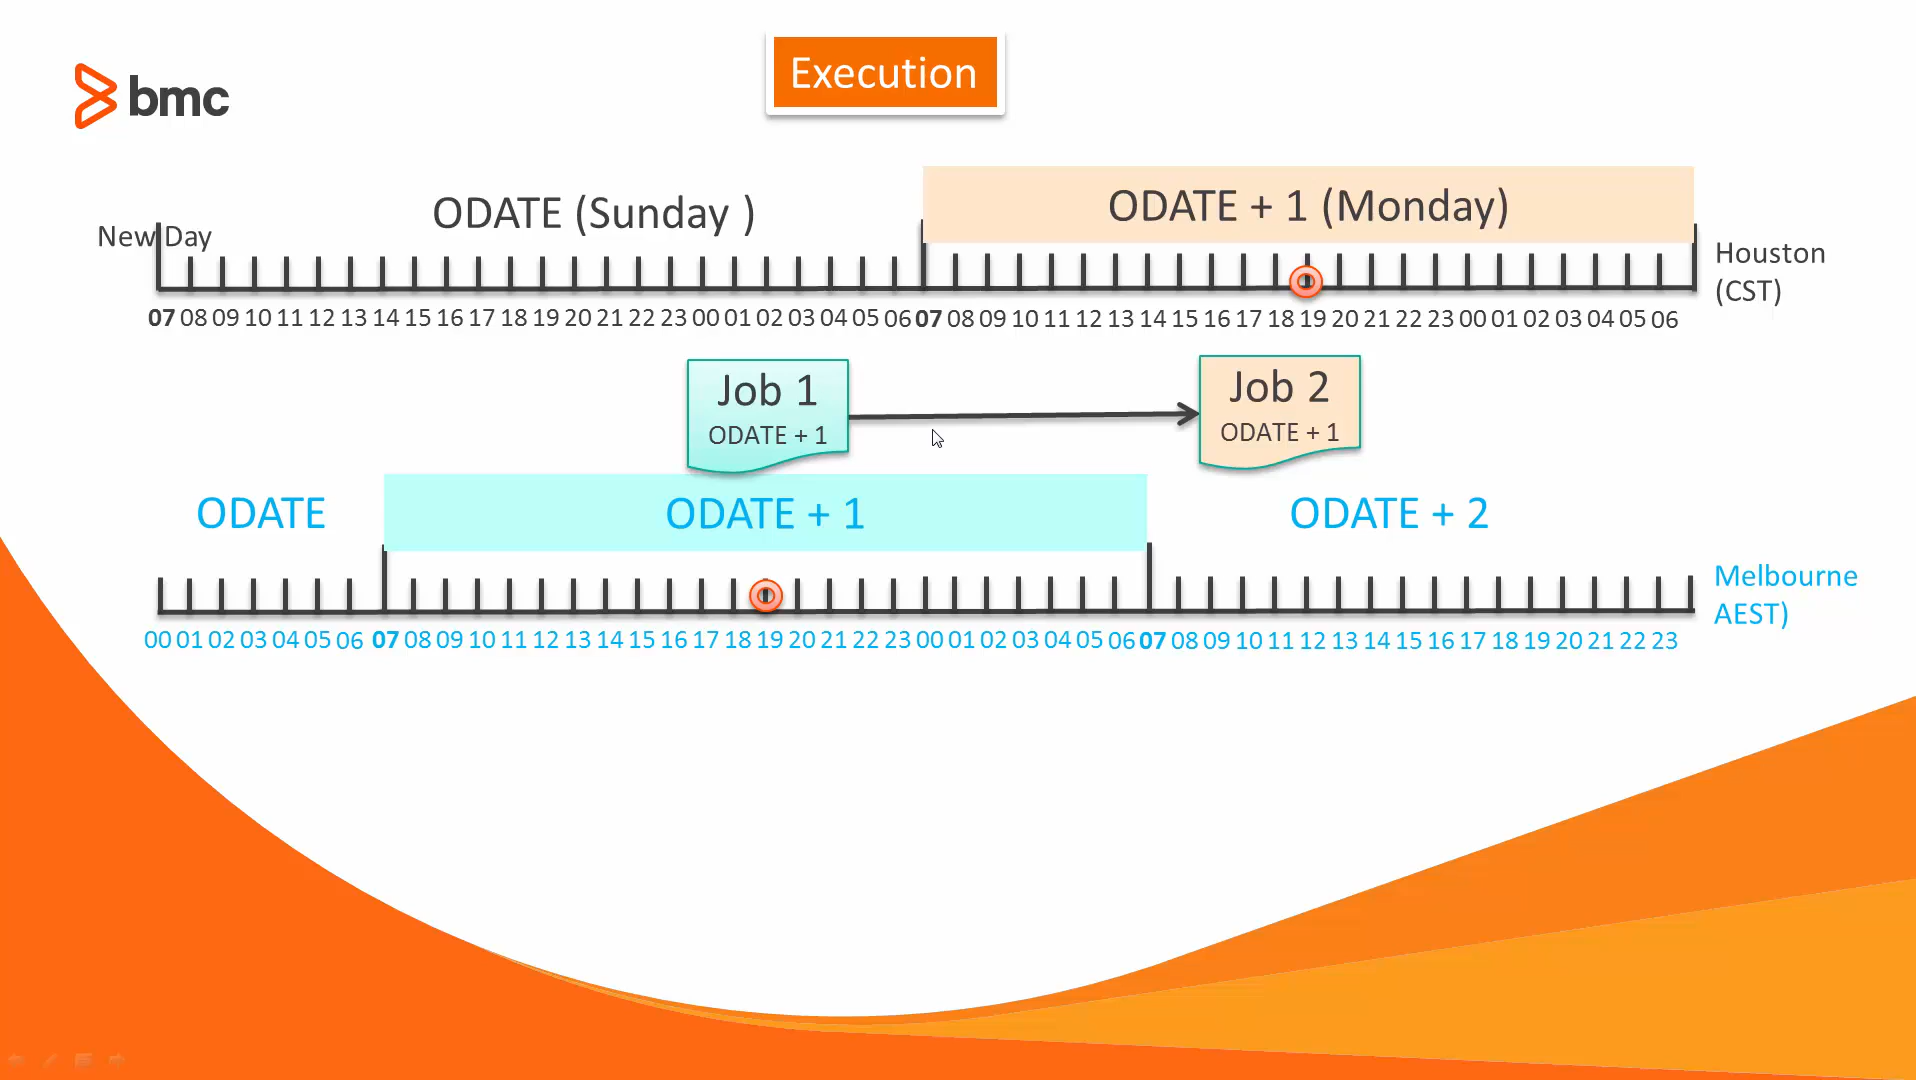 Execution
bmc
ODATE (Sunday )
ODATE + 1 (Monday)
New Day
Houston
(CST)
07 08 09 10 11 12 13 14 15 16 17 18 19 20 21 22 23 00 01 02 03 04 05 06 07 08 09 10 11 12 13 14 15 16 17 18 19 20 21 22 23 00 01 02 03 04 05 06
Job 1
ODATE + 1
Job 2
ODATE + 1
ODATE
ODATE + 1
ODATE + 2
Melbourne
AEST)
00 01 02 03 04 05 06 07 08 09 10 11 12 13 14 15 16 17 18 19 20 21 22 23 00 01 02 03 04 05 06 07 08 09 10 11 12 13 14 15 16 17 18 19 20 21 22 23